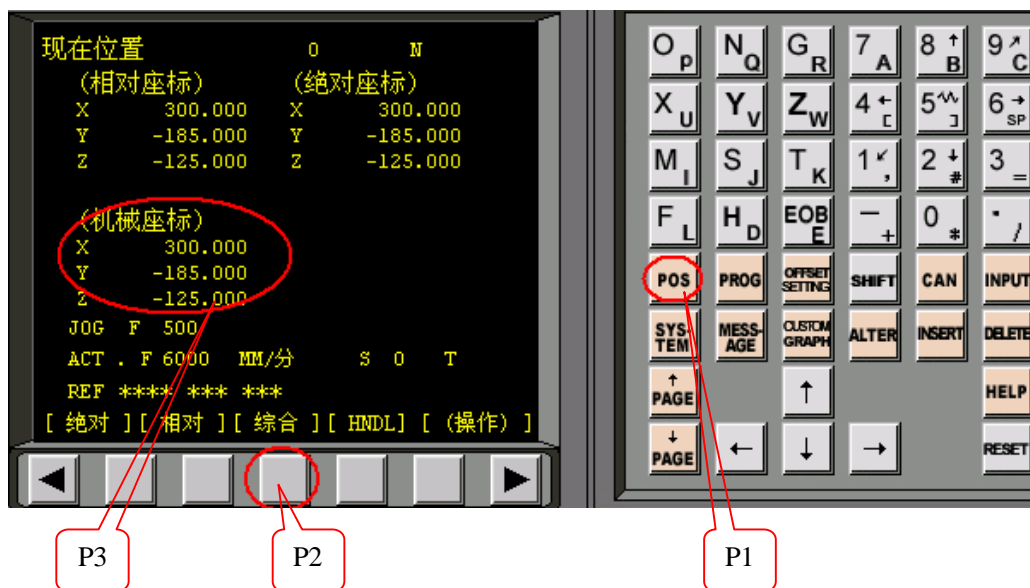 现在位置 O N
(相对座标) (绝对座标)
X 300.000 X 300.000
Y -185.000 Y -185.000
Z -125.000 Z -125.000
(机械座标)
X 300.000
Y -185.000
Z -125.000
JOG F 500
ACT . F 6000 MM/分 S 0 T
REF **** *** ***
[ 绝对 ][ 相对 ][ 综合 ][ HNDL] [ (操作) ]
O P N Q G R 7 A 8 ↑ B 9 ↗ C
X U Y V Z W 4 ← [ 5 ] 6 → SP
M I S J T K 1 ↙ , 2 ↓ # 3 =
F L H D EOB E - + 0 * . /
POS PROG OFFSET SETTING SHIFT CAN INPUT
SYS-TEM MESS-AGE CUSTOM GRAPH ALTER INSERT DELETE
↑ PAGE ↑ HELP
↓ PAGE ← ↓ → RESET
P3 P2 P1